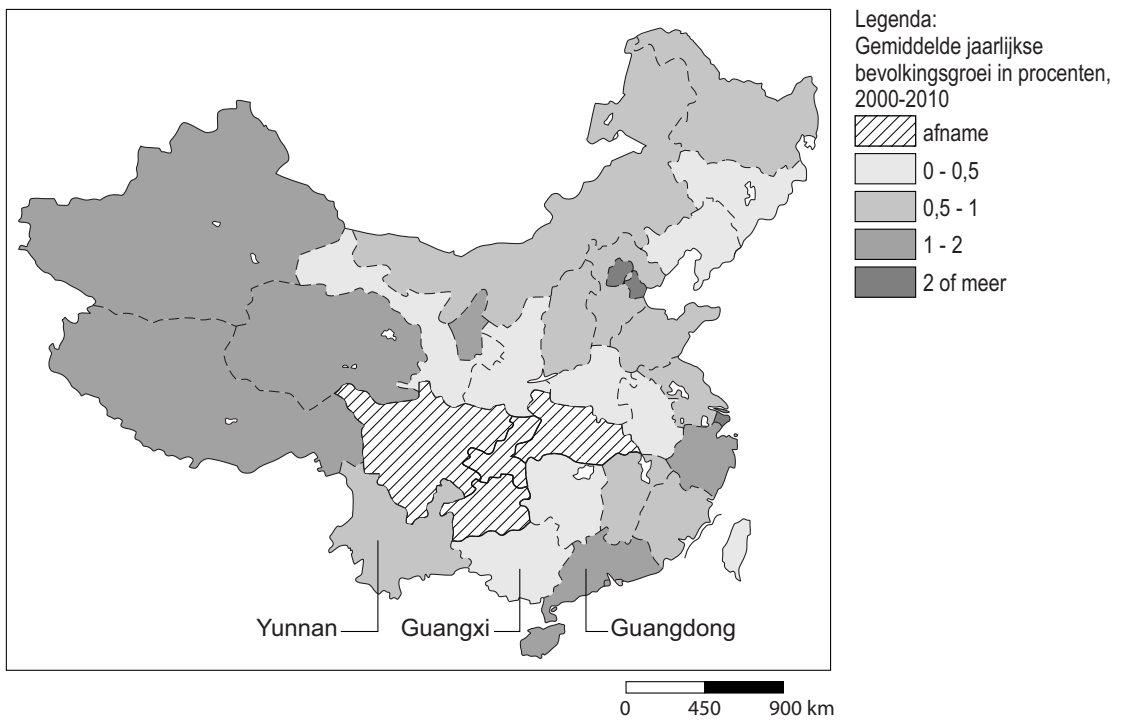 Legenda:
Gemiddelde jaarlijkse
bevolkingsgroei in procenten,
2000-2010
afname
0 - 0,5
0,5 - 1
1 - 2
2 of meer
Yunnan
Guangxi
Guangdong
0 450 900 km